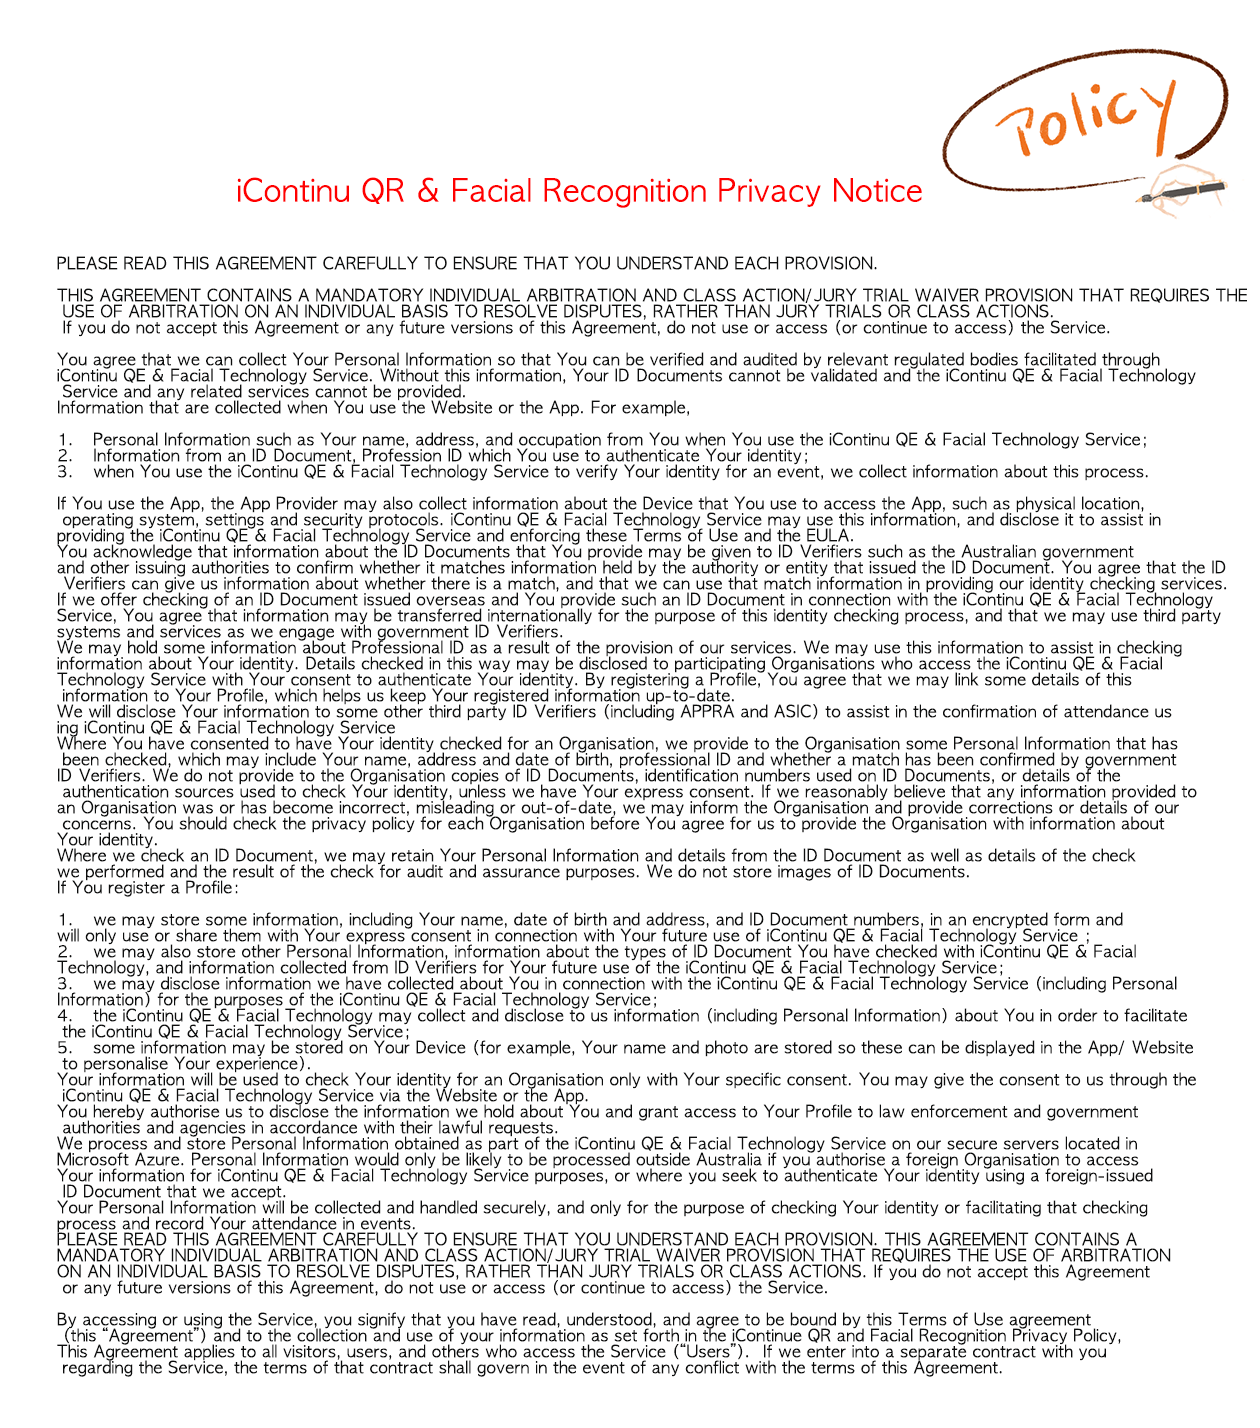 Policy
iContinu QR & Facial Recognition Privacy Notice
PLEASE READ THIS AGREEMENT CAREFULLY TO ENSURE THAT YOU UNDERSTAND EACH PROVISION.
THIS AGREEMENT CONTAINS A MANDATORY INDIVIDUAL ARBITRATION AND CLASS ACTION/JURY TRIAL WAIVER PROVISION THAT REQUIRES THE
USE OF ARBITRATION ON AN INDIVIDUAL BASIS TO RESOLVE DISPUTES, RATHER THAN JURY TRIALS OR CLASS ACTIONS.
If you do not accept this Agreement or any future versions of this Agreement, do not use or access (or continue to access) the Service.
You agree that we can collect Your Personal Information so that You can be verified and audited by relevant regulated bodies facilitated through
iContinu QE & Facial Technology Service. Without this information, Your ID Documents cannot be validated and the iContinu QE & Facial Technology
Service and any related services cannot be provided.
Information that are collected when You use the Website or the App. For example,
1. Personal Information such as Your name, address, and occupation from You when You use the iContinu QE & Facial Technology Service;
2. Information from an ID Document, Profession ID which You use to authenticate Your identity;
3. when You use the iContinu QE & Facial Technology Service to verify Your identity for an event, we collect information about this process.
If You use the App, the App Provider may also collect information about the Device that You use to access the App, such as physical location,
operating system, settings and security protocols. iContinu QE & Facial Technology Service may use this information, and disclose it to assist in
providing the iContinu QE & Facial Technology Service and enforcing these Terms of Use and the EULA.
You acknowledge that information about the ID Documents that You provide may be given to ID Verifiers such as the Australian government
and other issuing authorities to confirm whether it matches information held by the authority or entity that issued the ID Document. You agree that the ID
Verifiers can give us information about whether there is a match, and that we can use that match information in providing our identity checking services.
If we offer checking of an ID Document issued overseas and You provide such an ID Document in connection with the iContinu QE & Facial Technology
Service, You agree that information may be transferred internationally for the purpose of this identity checking process, and that we may use third party
systems and services as we engage with government ID Verifiers.
We may hold some information about Professional ID as a result of the provision of our services. We may use this information to assist in checking
information about Your identity. Details checked in this way may be disclosed to participating Organisations who access the iContinu QE & Facial
Technology Service with Your consent to authenticate Your identity. By registering a Profile, You agree that we may link some details of this
information to Your Profile, which helps us keep Your registered information up-to-date.
We will disclose Your information to some other third party ID Verifiers (including APPRA and ASIC) to assist in the confirmation of attendance us
ing iContinu QE & Facial Technology Service
Where You have consented to have Your identity checked for an Organisation, we provide to the Organisation some Personal Information that has
been checked, which may include Your name, address and date of birth, professional ID and whether a match has been confirmed by government
ID Verifiers. We do not provide to the Organisation copies of ID Documents, identification numbers used on ID Documents, or details of the
authentication sources used to check Your identity, unless we have Your express consent. If we reasonably believe that any information provided to
an Organisation was or has become incorrect, misleading or out-of-date, we may inform the Organisation and provide corrections or details of our
concerns. You should check the privacy policy for each Organisation before You agree for us to provide the Organisation with information about
Your identity.
Where we check an ID Document, we may retain Your Personal Information and details from the ID Document as well as details of the check
we performed and the result of the check for audit and assurance purposes. We do not store images of ID Documents.
If You register a Profile:
1. we may store some information, including Your name, date of birth and address, and ID Document numbers, in an encrypted form and
will only use or share them with Your express consent in connection with Your future use of iContinu QE & Facial Technology Service ;
2. we may also store other Personal Information, information about the types of ID Document You have checked with iContinu QE & Facial
Technology, and information collected from ID Verifiers for Your future use of the iContinu QE & Facial Technology Service;
3. we may disclose information we have collected about You in connection with the iContinu QE & Facial Technology Service (including Personal
Information) for the purposes of the iContinu QE & Facial Technology Service;
4. the iContinu QE & Facial Technology may collect and disclose to us information (including Personal Information) about You in order to facilitate
the iContinu QE & Facial Technology Service;
5. some information may be stored on Your Device (for example, Your name and photo are stored so these can be displayed in the App/ Website
to personalise Your experience).
Your information will be used to check Your identity for an Organisation only with Your specific consent. You may give the consent to us through the
iContinu QE & Facial Technology Service via the Website or the App.
You hereby authorise us to disclose the information we hold about You and grant access to Your Profile to law enforcement and government
authorities and agencies in accordance with their lawful requests.
We process and store Personal Information obtained as part of the iContinu QE & Facial Technology Service on our secure servers located in
Microsoft Azure. Personal Information would only be likely to be processed outside Australia if you authorise a foreign Organisation to access
Your information for iContinu QE & Facial Technology Service purposes, or where you seek to authenticate Your identity using a foreign-issued
ID Document that we accept.
Your Personal Information will be collected and handled securely, and only for the purpose of checking Your identity or facilitating that checking
process and record Your attendance in events.
PLEASE READ THIS AGREEMENT CAREFULLY TO ENSURE THAT YOU UNDERSTAND EACH PROVISION. THIS AGREEMENT CONTAINS A
MANDATORY INDIVIDUAL ARBITRATION AND CLASS ACTION/JURY TRIAL WAIVER PROVISION THAT REQUIRES THE USE OF ARBITRATION
ON AN INDIVIDUAL BASIS TO RESOLVE DISPUTES, RATHER THAN JURY TRIALS OR CLASS ACTIONS. If you do not accept this Agreement
or any future versions of this Agreement, do not use or access (or continue to access) the Service.
By accessing or using the Service, you signify that you have read, understood, and agree to be bound by this Terms of Use agreement
(this “Agreement”) and to the collection and use of your information as set forth in the iContinue QR and Facial Recognition Privacy Policy,
This Agreement applies to all visitors, users, and others who access the Service (“Users”). If we enter into a separate contract with you
regarding the Service, the terms of that contract shall govern in the event of any conflict with the terms of this Agreement.